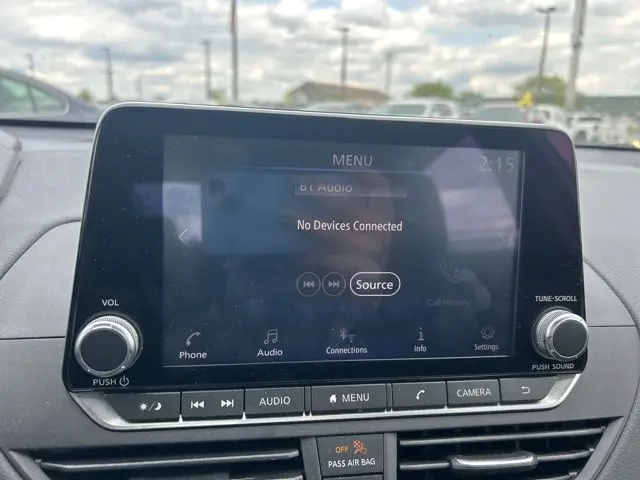 MENU
2:15
BT Audio
No Devices Connected
Source
Call History
Phone
Audio
Connections
Info
Settings
VOL
PUSH
TUNE·SCROLL
PUSH SOUND
AUDIO
MENU
CAMERA
OFF
PASS AIR BAG